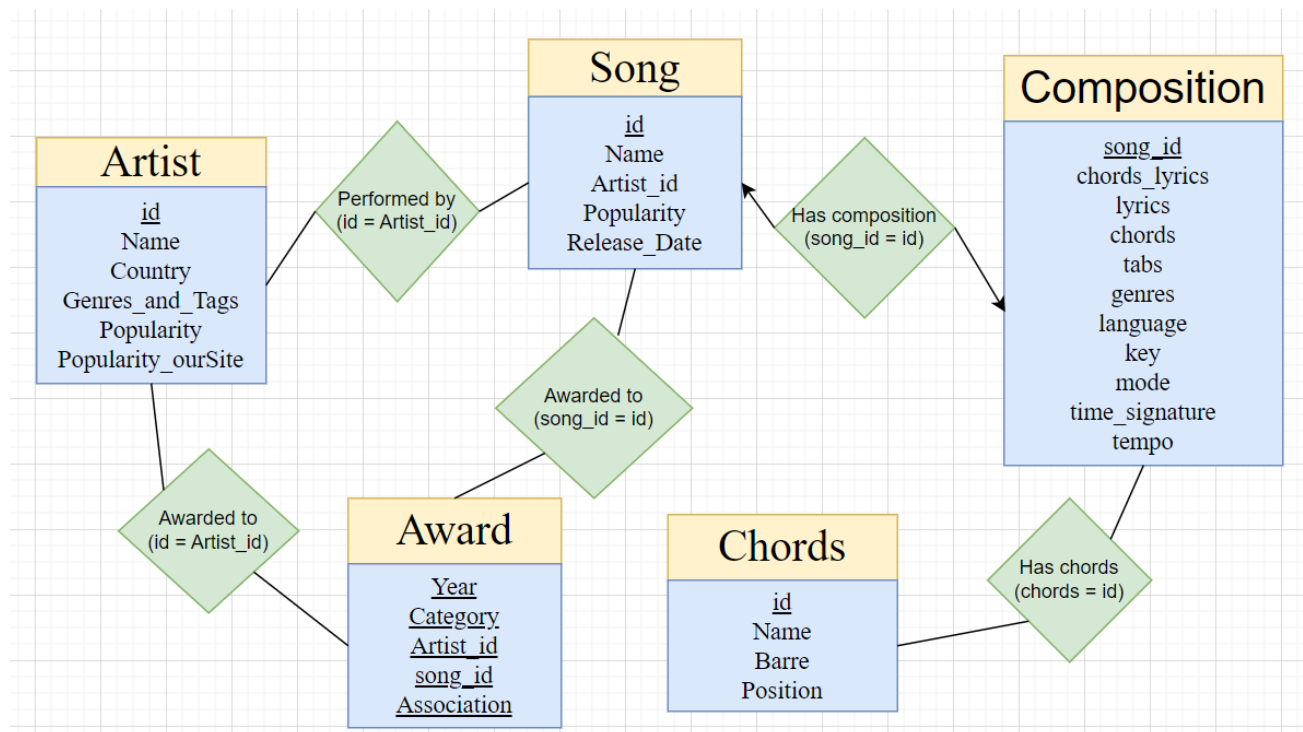 Song
id
Name
Artist_id
Popularity
Release_Date
Composition
song_id
chords_lyrics
lyrics
chords
tabs
genres
language
key
mode
time_signature
tempo
Artist
id
Name
Country
Genres_and_Tags
Popularity
Popularity_ourSite
Performed by
(id = Artist_id)
Has composition
(song_id = id)
Awarded to
(song_id = id)
Awarded to
(id = Artist_id)
Award
Year
Category
Artist_id
song_id
Association
Chords
id
Name
Barre
Position
Has chords
(chords = id)